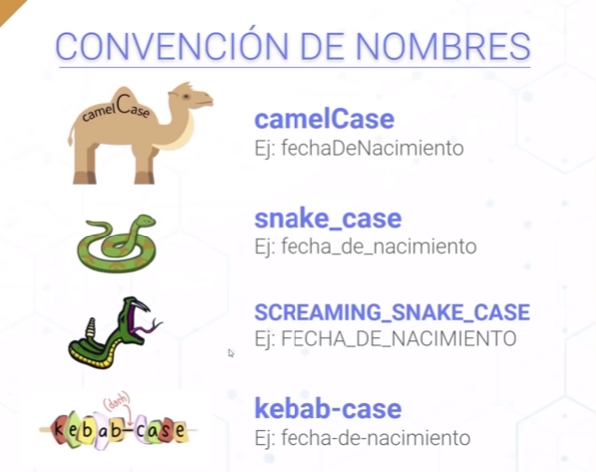 CONVENCIÓN DE NOMBRES
camelCase
camelCase
Ej: fechaDeNacimiento
snake_case
Ej: fecha_de_nacimiento
SCREAMING_SNAKE_CASE
Ej: FECHA_DE_NACIMIENTO
(dash)
kebab-case
kebab-case
Ej: fecha-de-nacimiento